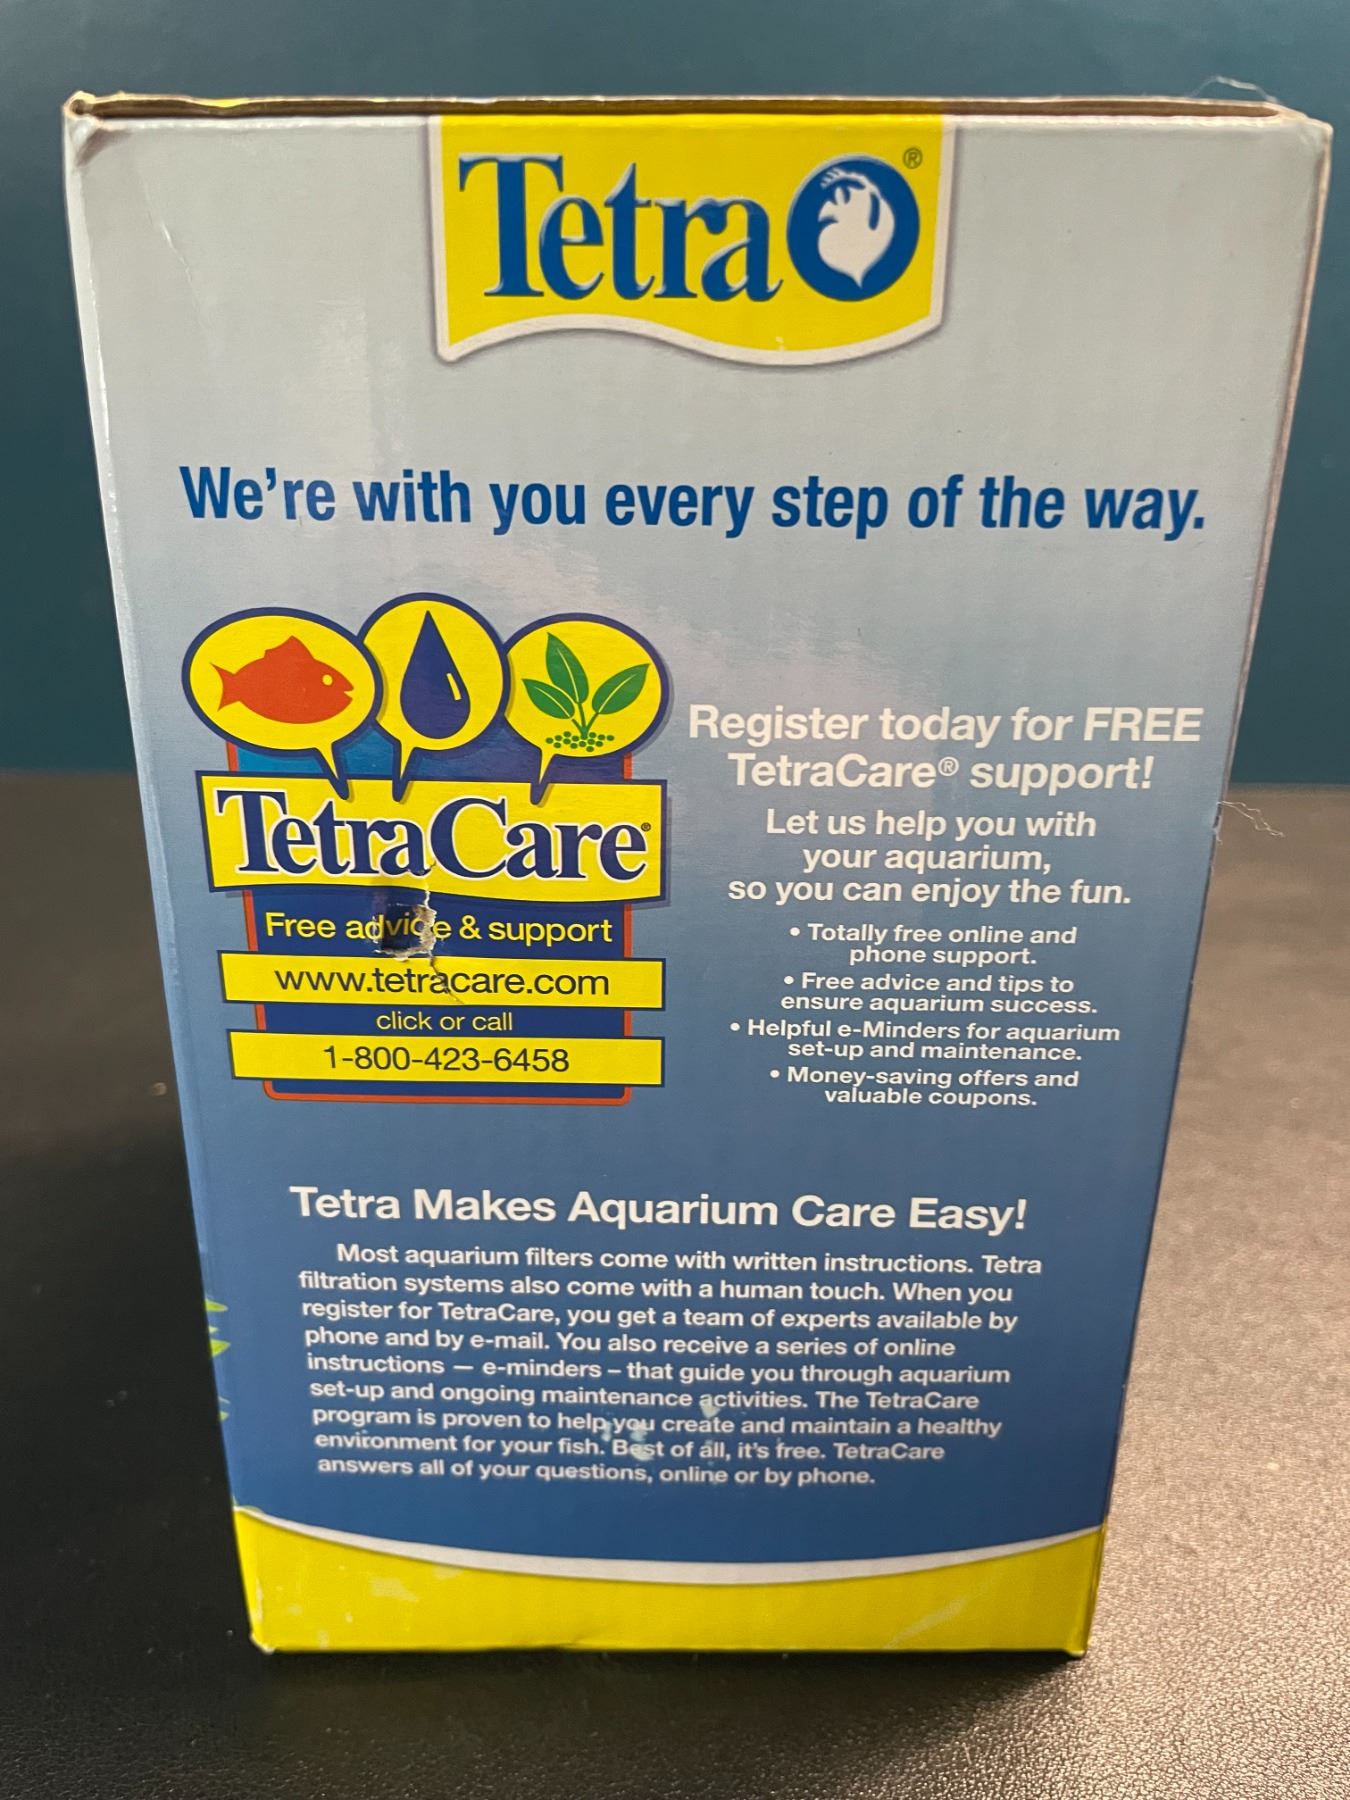 Tetra®
We're with you every step of the way.
TetraCare®
Free advice & support
www.tetracare.com
click or call
1-800-423-6458
Register today for FREE
TetraCare® support!
Let us help you with
your aquarium,
so you can enjoy the fun.
• Totally free online and
phone support.
• Free advice and tips to
ensure aquarium success.
• Helpful e-Minders for aquarium
set-up and maintenance.
• Money-saving offers and
valuable coupons.
Tetra Makes Aquarium Care Easy!
Most aquarium filters come with written instructions. Tetra
filtration systems also come with a human touch. When you
register for TetraCare, you get a team of experts available by
phone and by e-mail. You also receive a series of online
instructions — e-minders – that guide you through aquarium
set-up and ongoing maintenance activities. The TetraCare
program is proven to help you create and maintain a healthy
environment for your fish. Best of all, it's free. TetraCare
answers all of your questions, online or by phone.